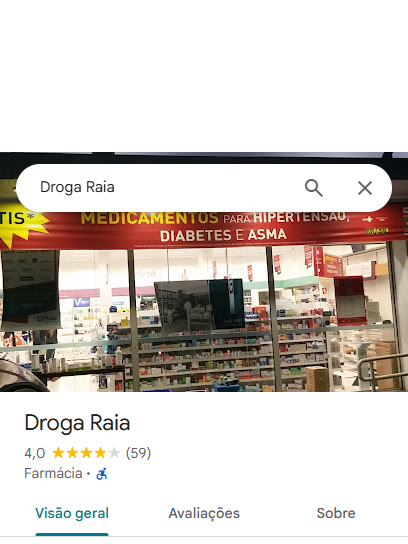 Droga Raia
TIS*
MEDICAMENTOS PARA HIPERTENSÃO,
DIABETES E ASMA
Droga Raia
4,0 (59)
Farmácia ·
Visão geral
Avaliações
Sobre